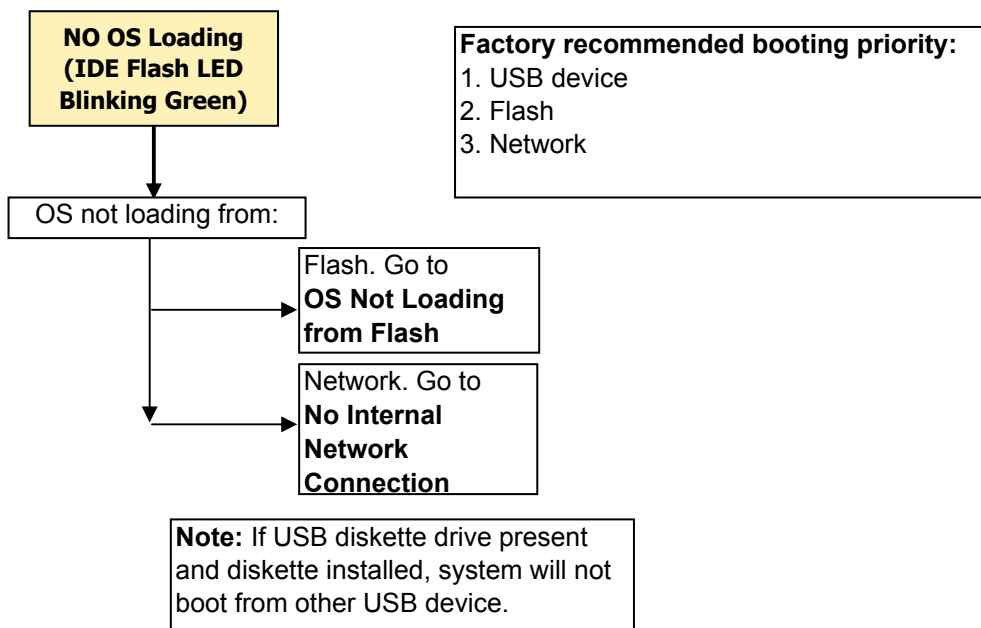 NO OS Loading
(IDE Flash LED
Blinking Green)
Factory recommended booting priority:
1. USB device
2. Flash
3. Network
OS not loading from:
Flash. Go to
OS Not Loading
from Flash
Network. Go to
No Internal
Network
Connection
Note: If USB diskette drive present
and diskette installed, system will not
boot from other USB device.